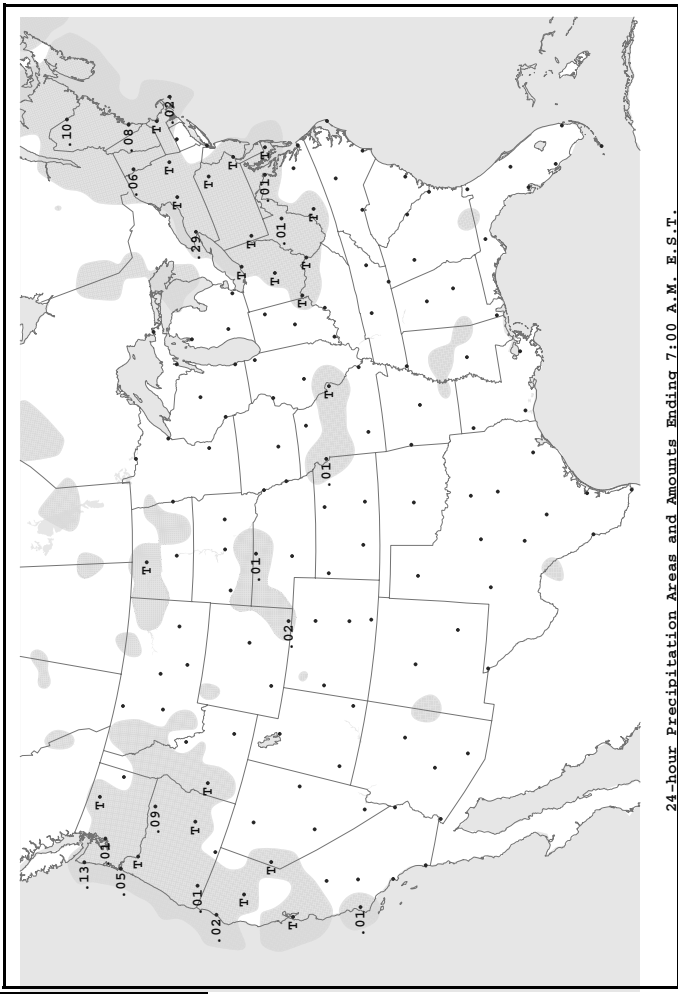 .10
.13
T
.01
.05
.08
.06
T
T
.09
T
.02
T
T
T
.29
.01
T
T
.02
T
T
T
T
.01
T
.01
T
T
.01
.02
T
T
T
T
.01
T
.01
24-hour Precipitation Areas and Amounts Ending 7:00 A.M. E.S.T.